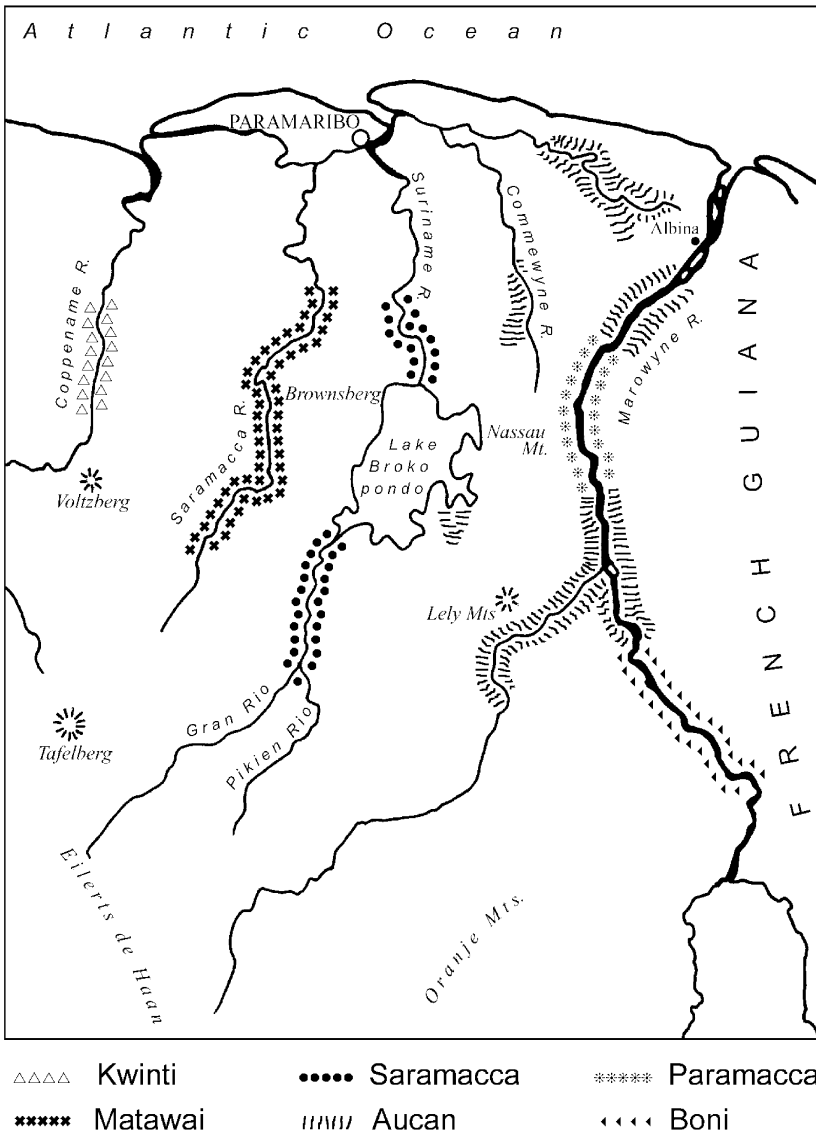 Atlantic Ocean
PARAMARIBO
Suriname R.
Commewyne R.
Albina
Coppename R.
Marowyne R.
Brownsberg
Saramacca R.
Lake
Broko
pondo
Nassau
Mt.
Voltzberg
FRENCH GUIANA
Lely Mts
Gran Rio
Pikien Rio
Tafelberg
Eilerts de Haan
Oranje Mts.
Kwinti
Saramacca
Paramacca
Matawai
Aucan
Boni